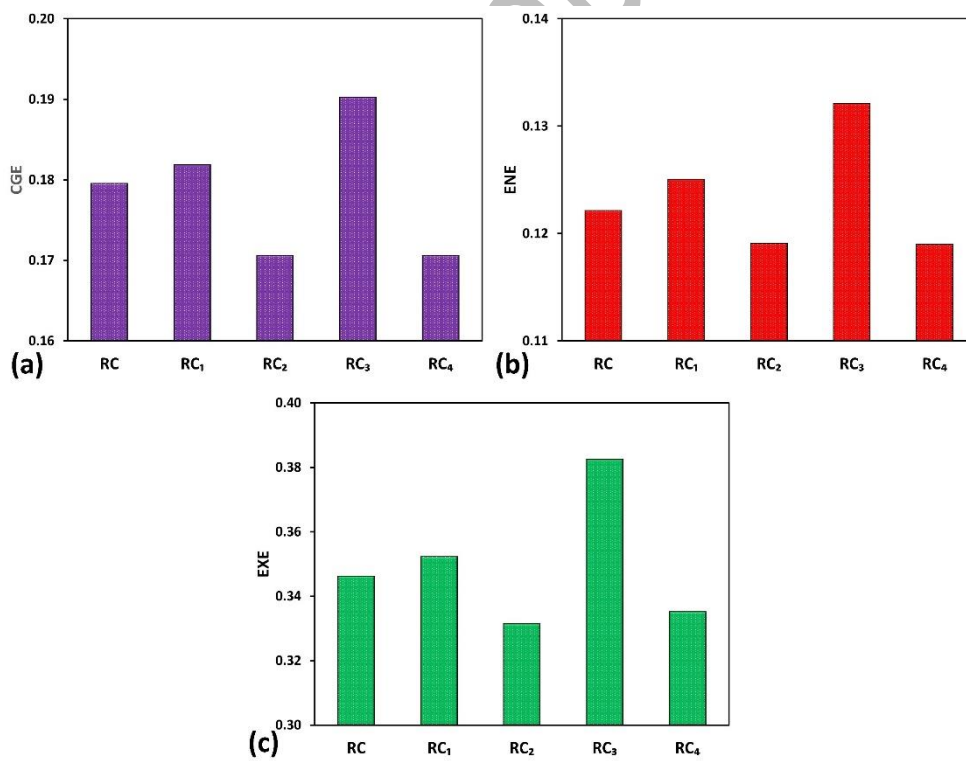 0.20
0.19
0.18
0.17
0.16
CGE
RC RC₁ RC₂ RC₃ RC₄
(a)
0.14
0.13
0.12
0.11
ENE
RC RC₁ RC₂ RC₃ RC₄
(b)
0.40
0.38
0.36
0.34
0.32
0.30
EXE
RC RC₁ RC₂ RC₃ RC₄
(c)